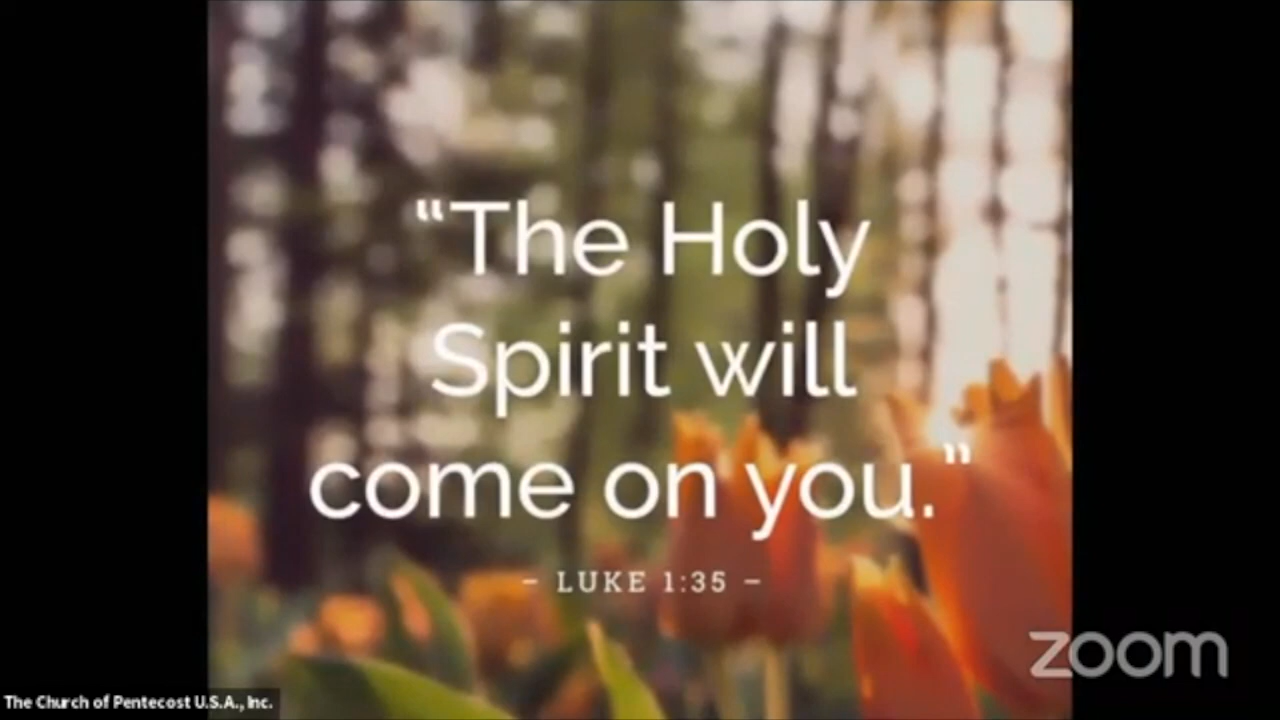 “The Holy
Spirit will
come on you.”
– LUKE 1:35 –
zoom
The Church of Pentecost U.S.A., Inc.